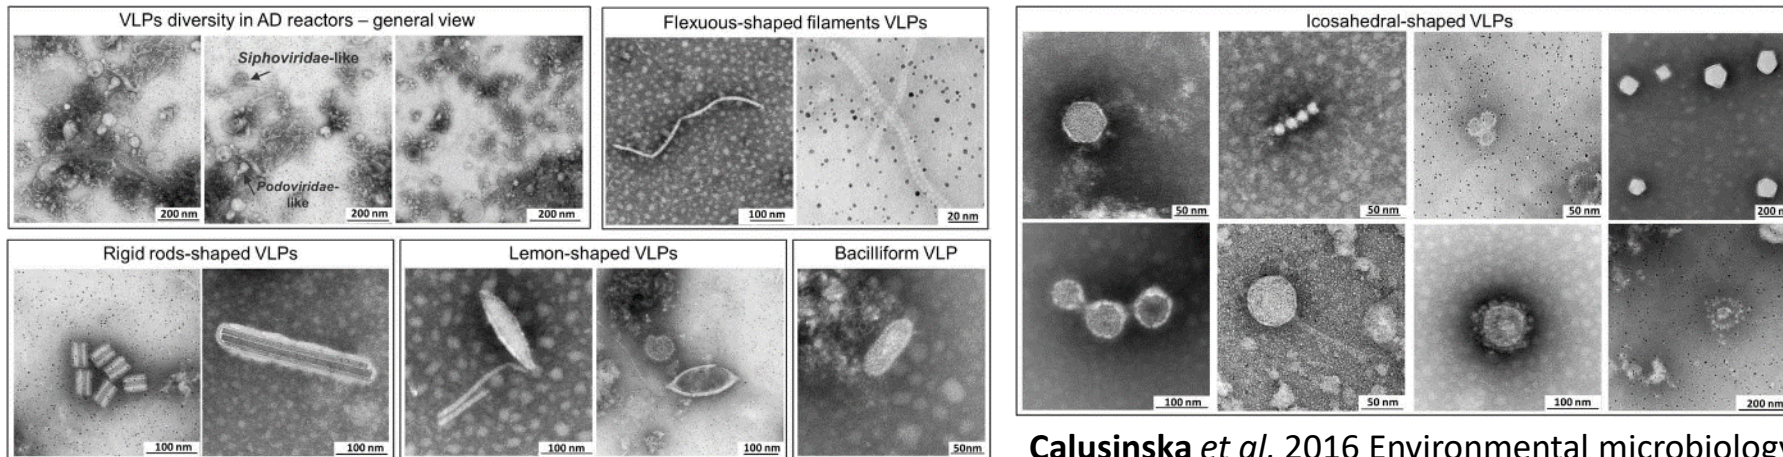 VLPs diversity in AD reactors – general view
Siphoviridae-like
Podoviridae-
like
200 nm
200 nm
200 nm
Flexuous-shaped filaments VLPs
100 nm
20 nm
Rigid rods-shaped VLPs
100 nm
100 nm
Lemon-shaped VLPs
100 nm
100 nm
Bacilliform VLP
50nm
Icosahedral-shaped VLPs
50 nm
50 nm
50 nm
200 nm
100 nm
50 nm
100 nm
200 nm
Calusinska et al. 2016 Environmental microbiology